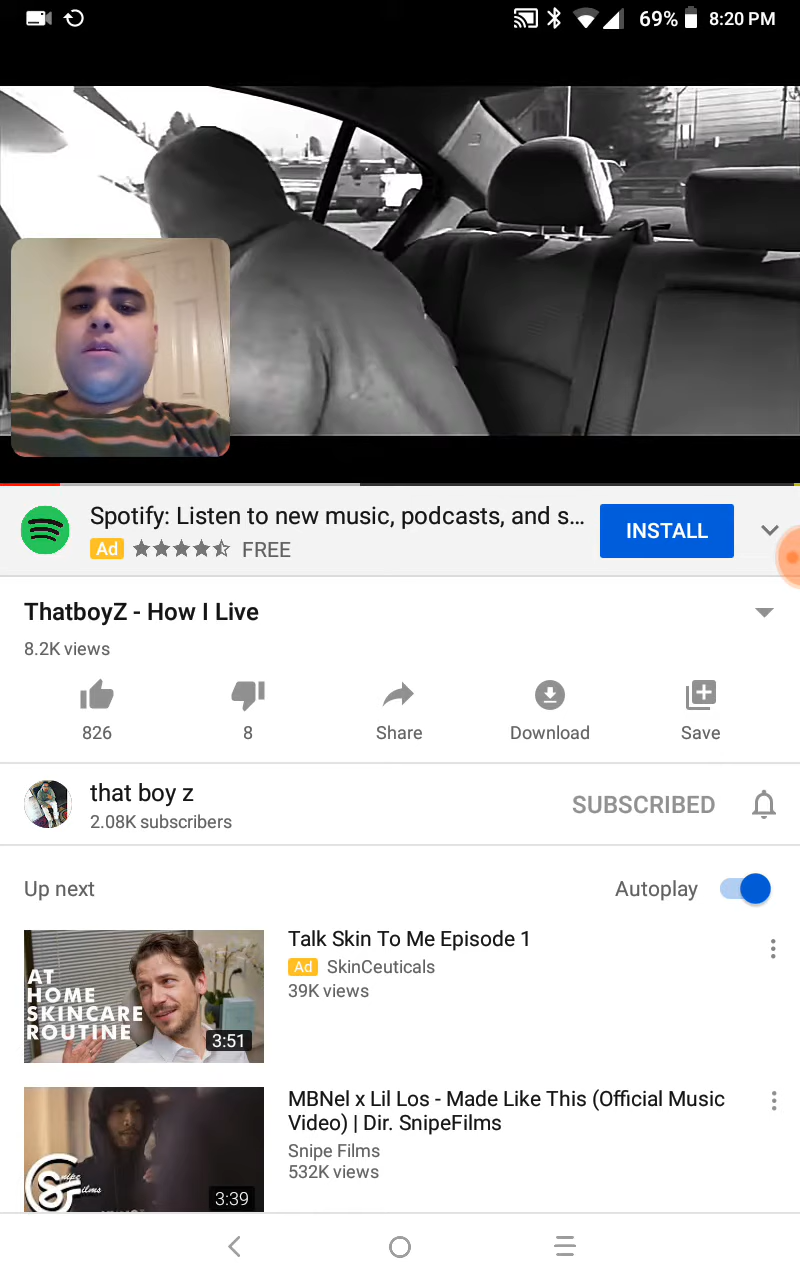 69% 8:20 PM
Spotify: Listen to new music, podcasts, and s...
INSTALL
Ad FREE
ThatboyZ - How I Live
8.2K views
826 8 Share Download Save
that boy z
2.08K subscribers
SUBSCRIBED
Up next Autoplay
AT
HOME
SKINCARE
ROUTINE
3:51
Talk Skin To Me Episode 1
Ad SkinCeuticals
39K views
Snipe
Films
3:39
MBNel x Lil Los - Made Like This (Official Music
Video) | Dir. SnipeFilms
Snipe Films
532K views